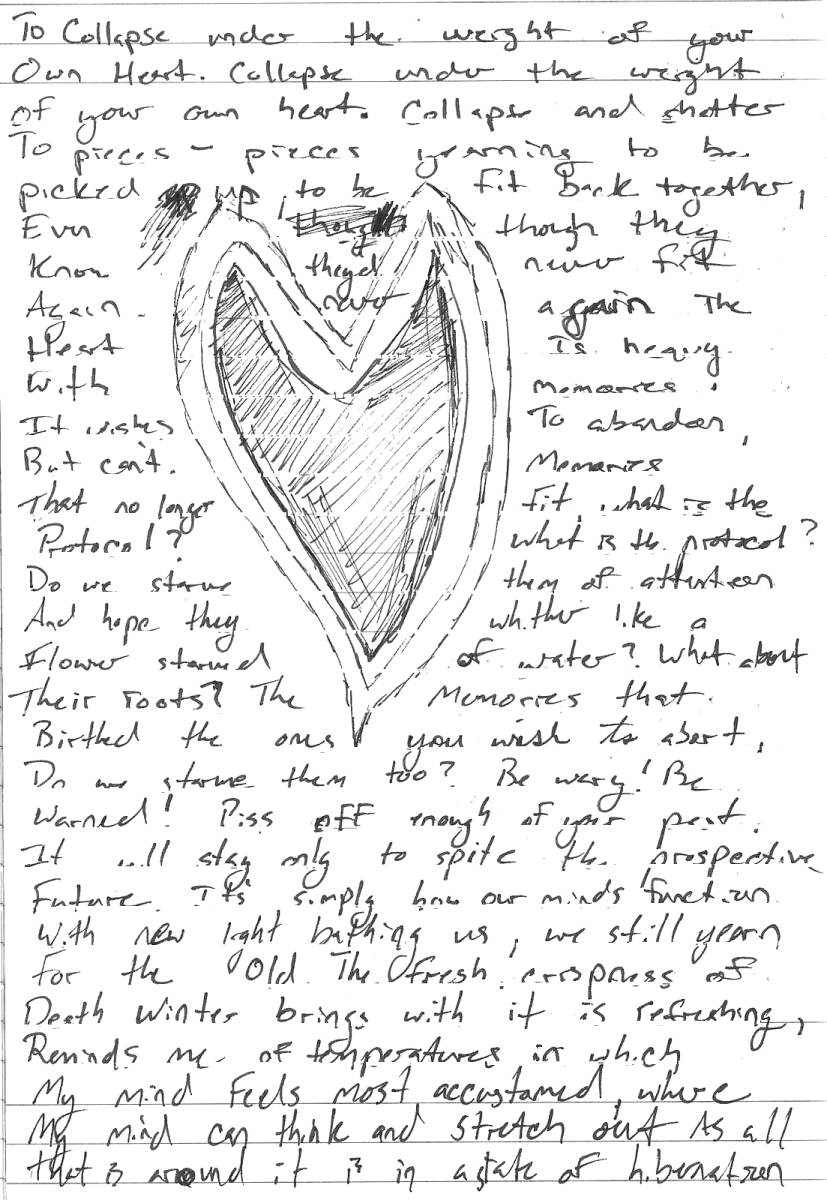 To Collapse under the weight of your
Own Heart. Collapse under the weight
of your own heart. Collapse and shatter
To pieces - pieces yearning to be
picked up, to be fit back together,
Even though they
Know they'd never fit
Again. never again The
Heart Is heavy
With memories.
It wishes To abandon,
But can't. Memories
That no longer fit, what is the
Protocol? what is the protocol?
Do we starve them of attention
And hope they whither like a
Flower starved of water? What about
Their roots? The Memories that
Birthed the ones you wish to abort,
Do we starve them too? Be wary! Be
Warned! Piss off enough of your past.
It will stay only to spite the prospective
Future. It's simply how our minds function
With new light bathing us, we still yearn
For the Old. The fresh crispness of
Death Winter brings with it is refreshing,
Reminds me of temperatures in which
My mind feels most accustomed, where
My mind can think and stretch out As all
that is around it is in a state of hibernation